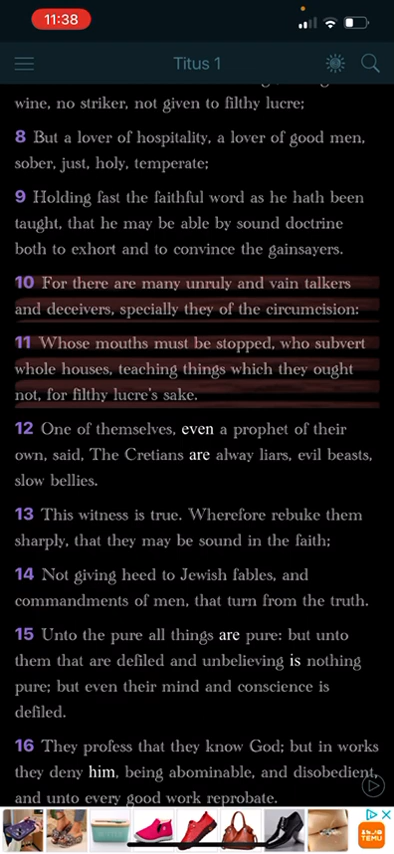 11:38
Titus 1
wine, no striker, not given to filthy lucre;
8 But a lover of hospitality, a lover of good men,
sober, just, holy, temperate;
9 Holding fast the faithful word as he hath been
taught, that he may be able by sound doctrine
both to exhort and to convince the gainsayers.
10 For there are many unruly and vain talkers
and deceivers, specially they of the circumcision:
11 Whose mouths must be stopped, who subvert
whole houses, teaching things which they ought
not, for filthy lucre's sake.
12 One of themselves, even a prophet of their
own, said, The Cretians are alway liars, evil beasts,
slow bellies.
13 This witness is true. Wherefore rebuke them
sharply, that they may be sound in the faith;
14 Not giving heed to Jewish fables, and
commandments of men, that turn from the truth.
15 Unto the pure all things are pure: but unto
them that are defiled and unbelieving is nothing
pure; but even their mind and conscience is
defiled.
16 They profess that they know God; but in works
they deny him, being abominable, and disobedient,
and unto every good work reprobate.
TEMU